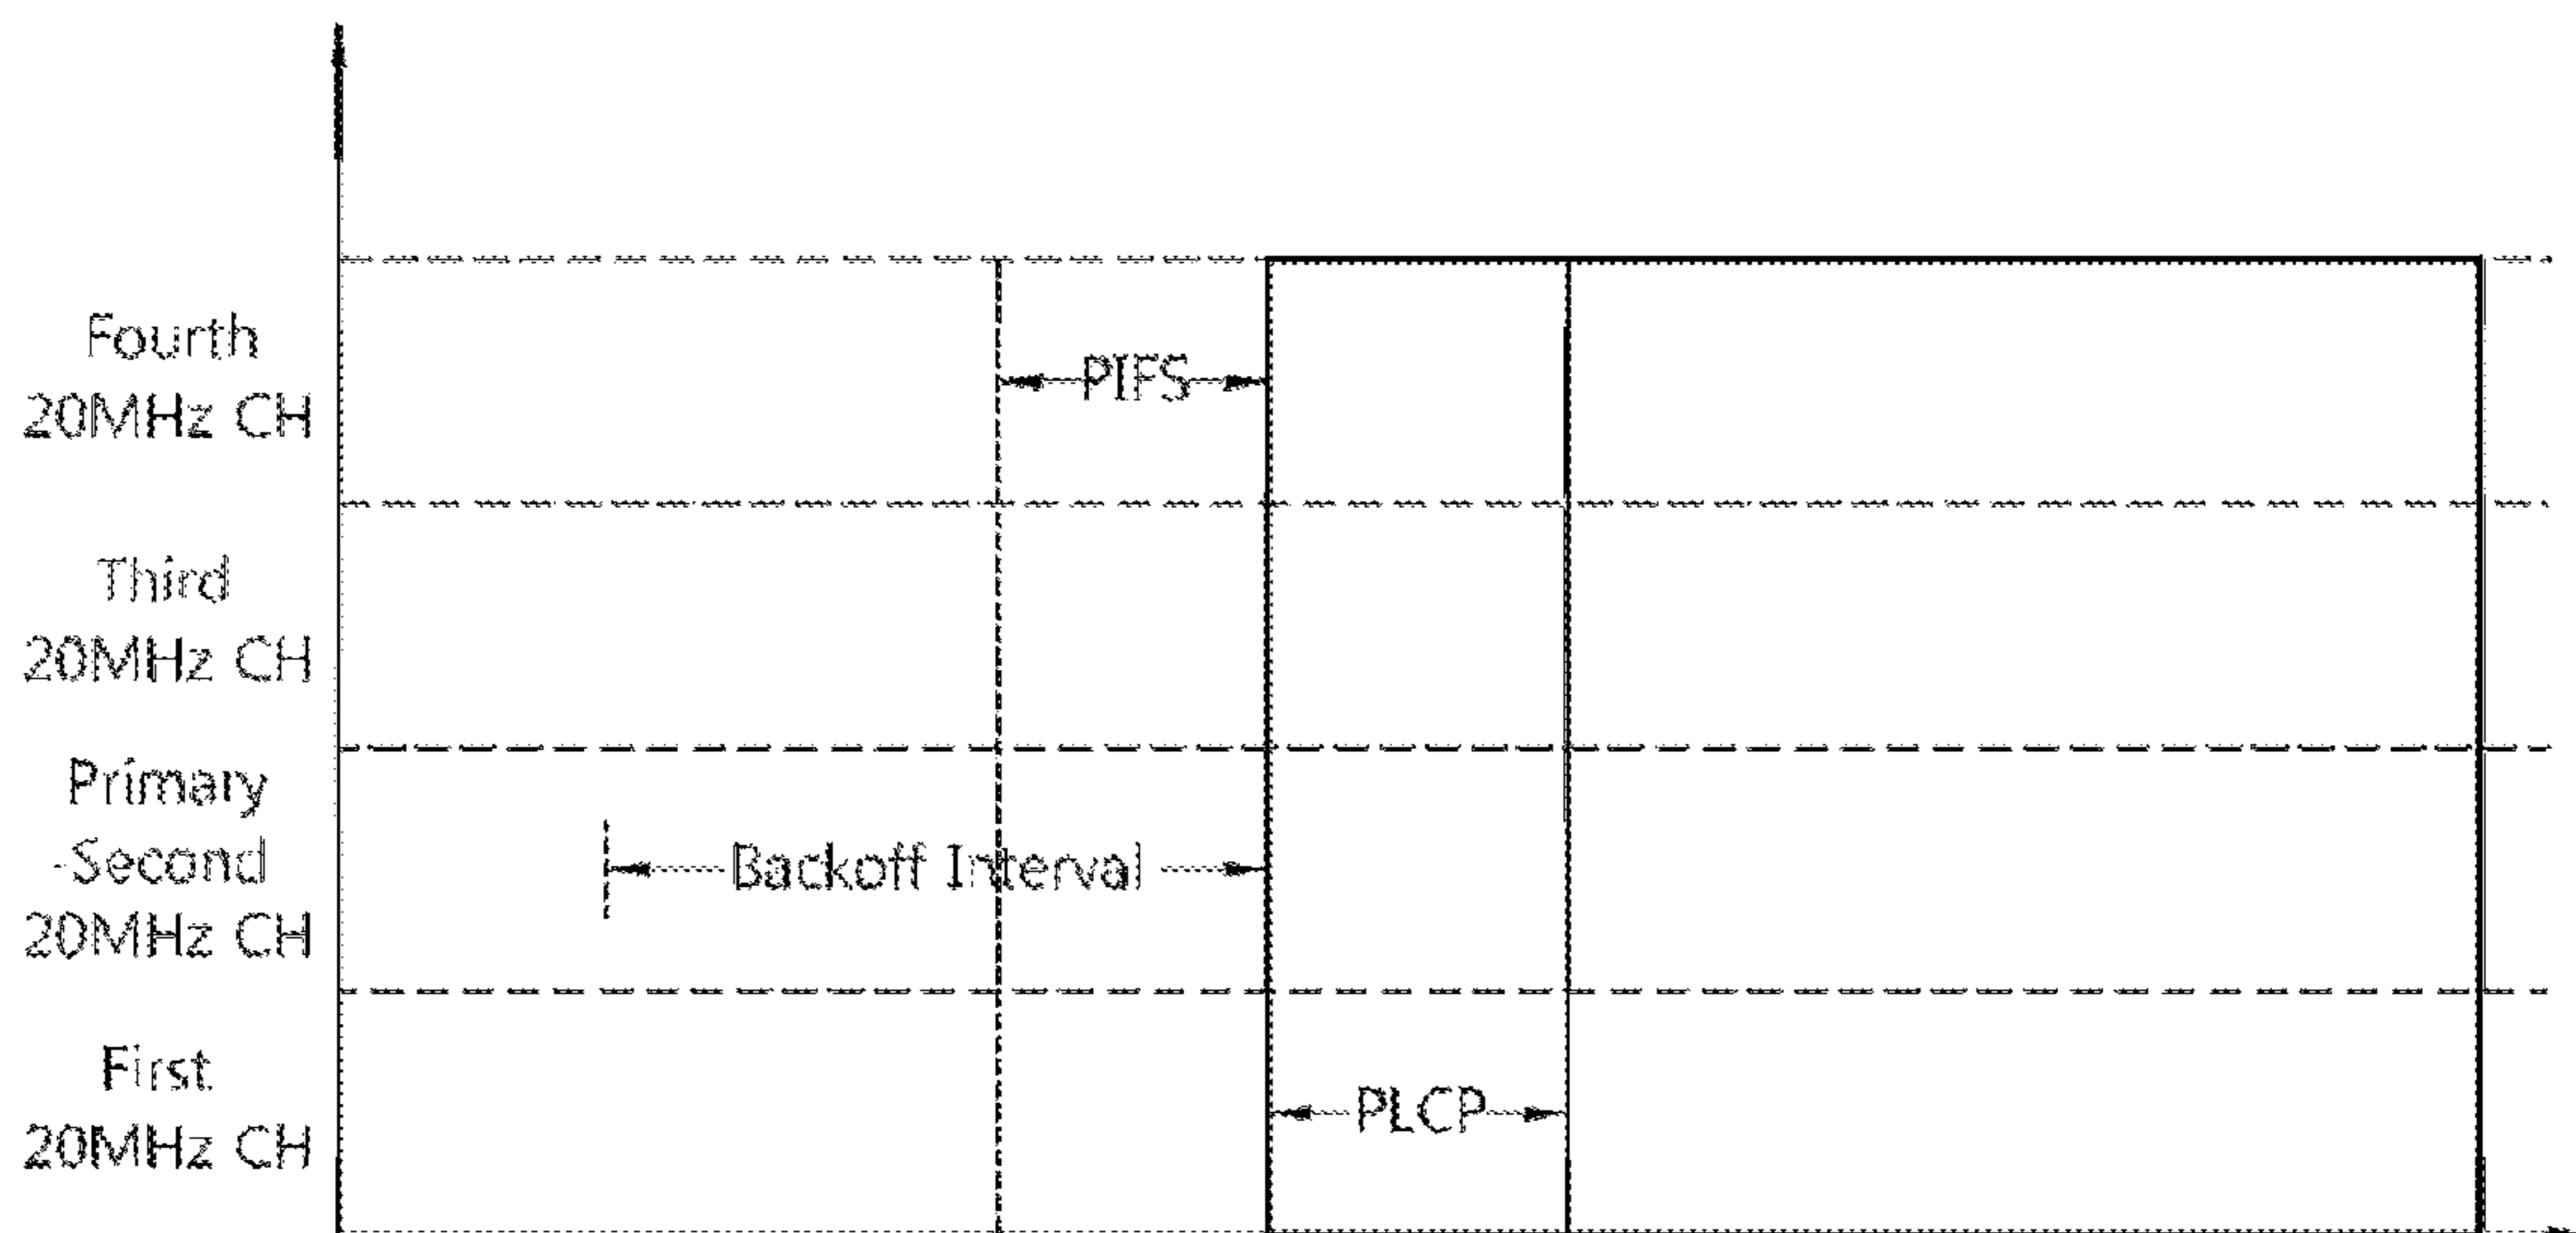 Fourth
20MHz CH
PIFS
Third
20MHz CH
Primary
-Second
20MHz CH
Backoff Interval
First
20MHz CH
PLCP